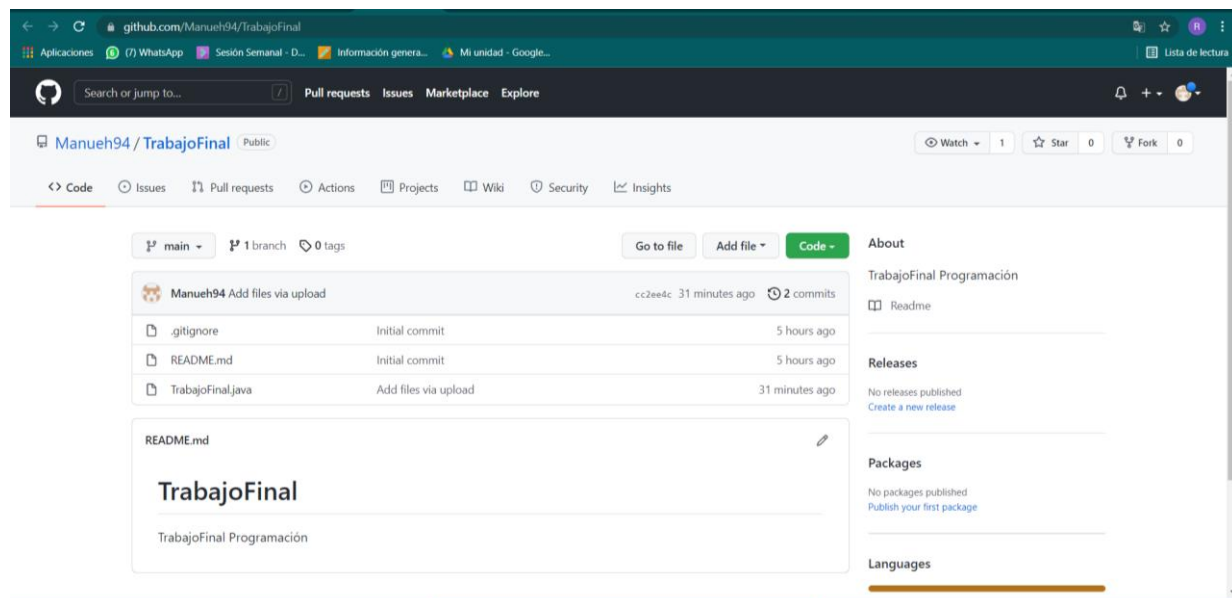 github.com/Manueh94/TrabajoFinal
R
Aplicaciones (7) WhatsApp Sesión Semanal - D... Información genera... Mi unidad - Google... Lista de lectura
Search or jump to... / Pull requests Issues Marketplace Explore
Manueh94 / TrabajoFinal Public Watch 1 Star 0 Fork 0
Code Issues Pull requests Actions Projects Wiki Security Insights
main 1 branch 0 tags Go to file Add file Code
Manueh94 Add files via upload cc2ee4c 31 minutes ago 2 commits
.gitignore Initial commit 5 hours ago
README.md Initial commit 5 hours ago
TrabajoFinal.java Add files via upload 31 minutes ago
README.md
TrabajoFinal
TrabajoFinal Programación
About
TrabajoFinal Programación
Readme
Releases
No releases published
Create a new release
Packages
No packages published
Publish your first package
Languages